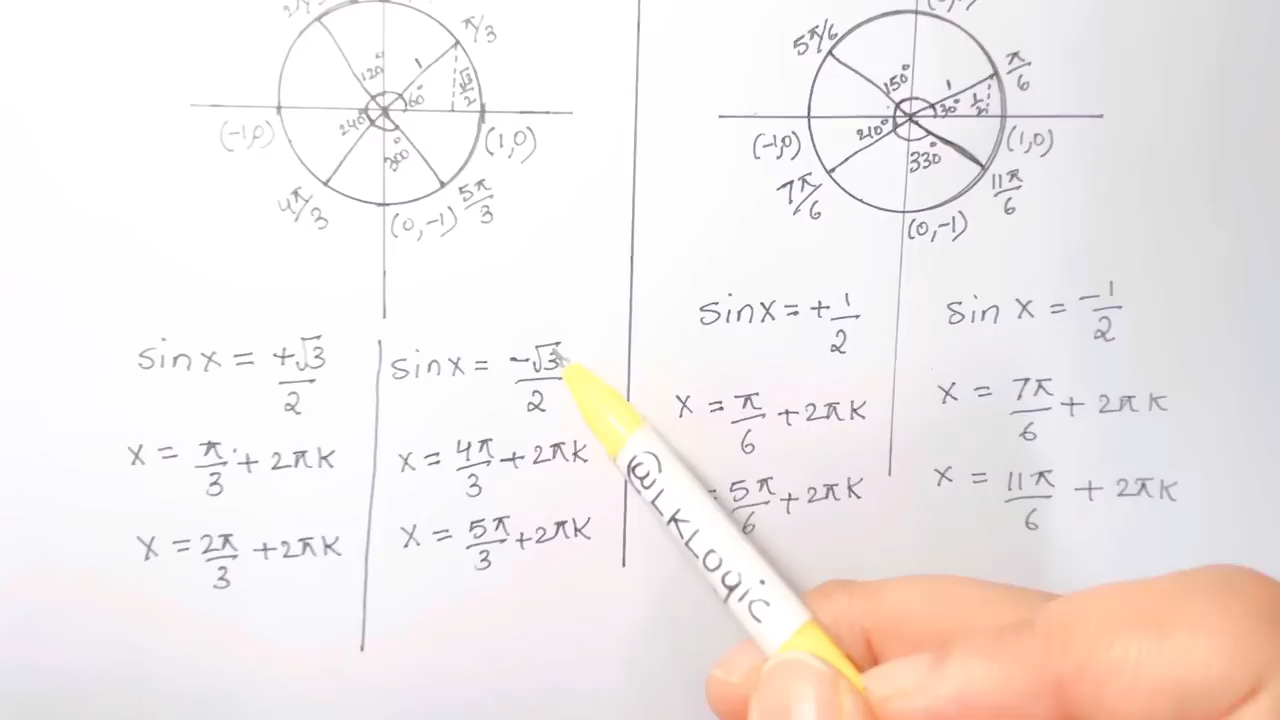 π/3
120°
1
√3/2
60°
240°
300°
(-1,0)
(1,0)
4π/3
5π/3
(0,-1)
sinx = +√3/2
x = π/3 + 2πK
x = 2π/3 + 2πK
sinx = -√3/2
x = 4π/3 + 2πK
x = 5π/3 + 2πK
5π/6
π/6
150°
1
30°
1/2
210°
330°
(-1,0)
(1,0)
7π/6
11π/6
(0,-1)
sinx = +1/2
x = π/6 + 2πK
= 5π/6 + 2πK
sin x = -1/2
x = 7π/6 + 2πK
x = 11π/6 + 2πK
@LKLOgic